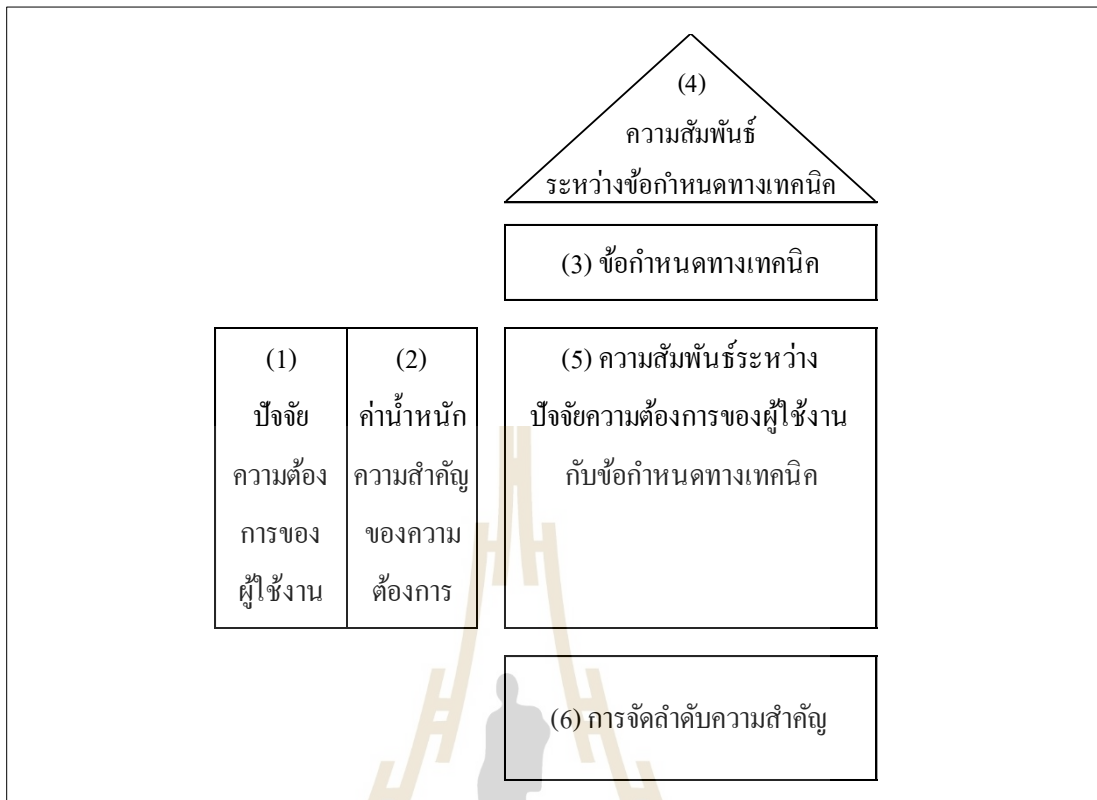 (4)
ความสัมพันธ์
ระหว่างข้อกำหนดทางเทคนิค
(3) ข้อกำหนดทางเทคนิค
(1)
ปัจจัย
ความต้อง
การของ
ผู้ใช้งาน
(2)
ค่าน้ำหนัก
ความสำคัญ
ของความ
ต้องการ
(5) ความสัมพันธ์ระหว่าง
ปัจจัยความต้องการของผู้ใช้งาน
กับข้อกำหนดทางเทคนิค
(6) การจัดลำดับความสำคัญ